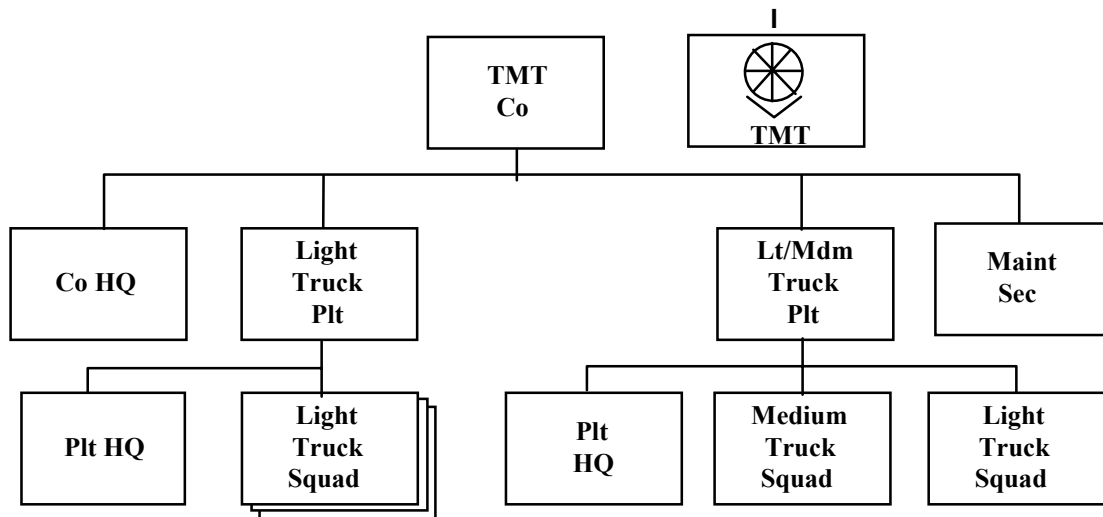 TMT
Co
I
TMT
Co HQ
Light
Truck
Plt
Lt/Mdm
Truck
Plt
Maint
Sec
Plt HQ
Light
Truck
Squad
Plt
HQ
Medium
Truck
Squad
Light
Truck
Squad